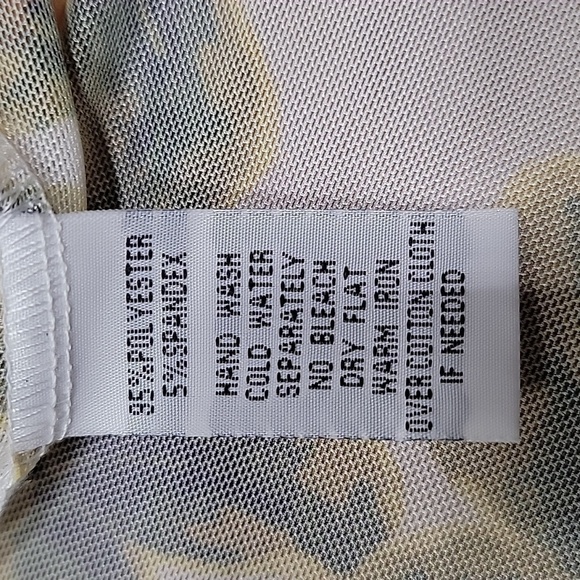 95%POLYESTER
5%SPANDEX
HAND WASH
COLD WATER
SEPARATELY
NO BLEACH
DRY FLAT
WARM IRON
OVER COTTON CLOTH
IF NEEDED